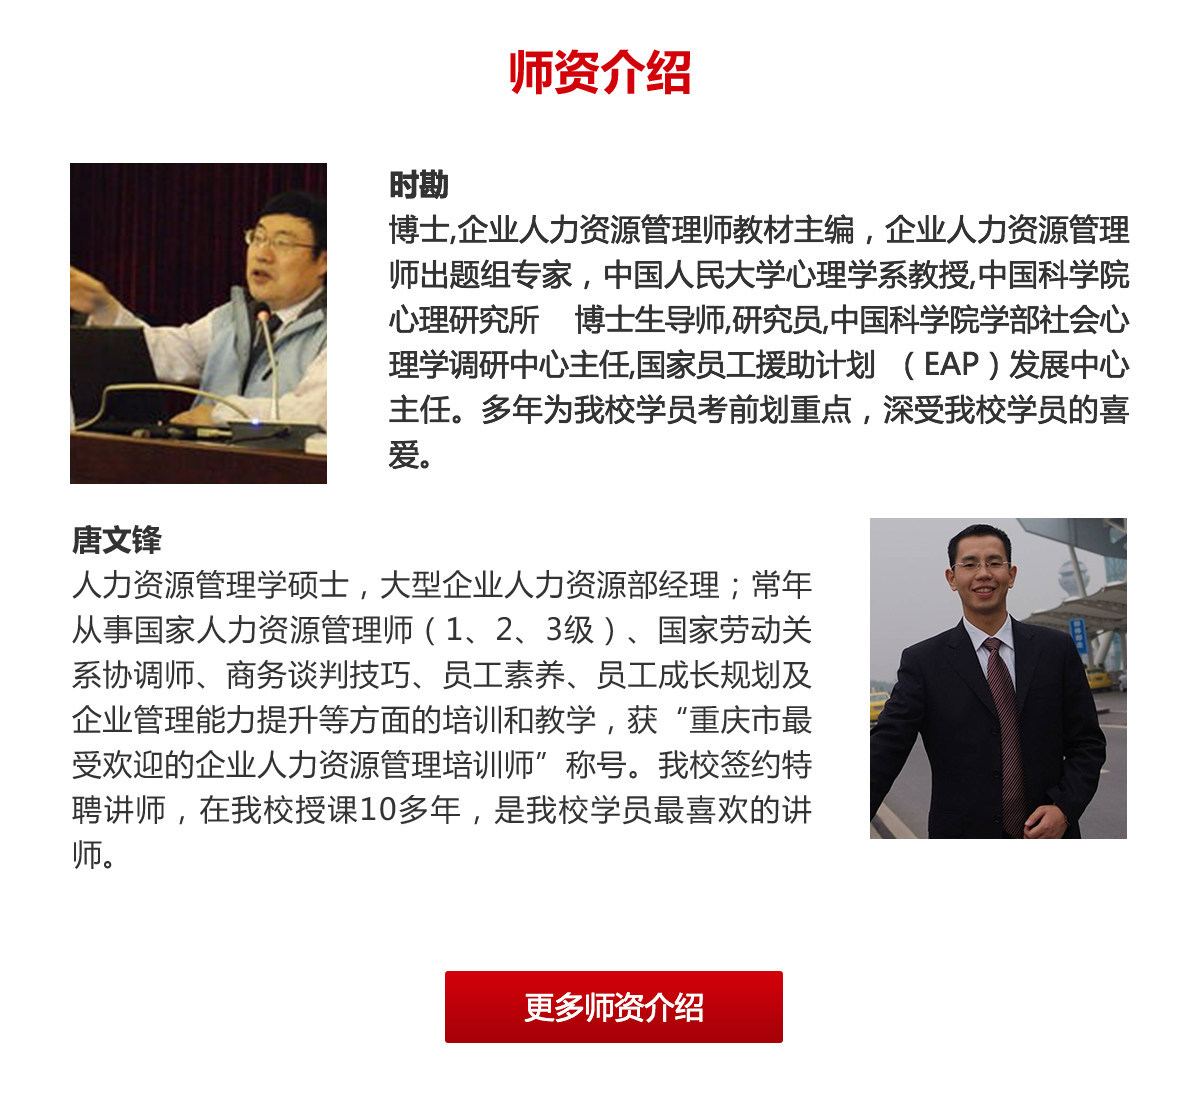 师资介绍
时勘
博士,企业人力资源管理师教材主编，企业人力资源管理
师出题组专家，中国人民大学心理学系教授,中国科学院
心理研究所　博士生导师,研究员,中国科学院学部社会心
理学调研中心主任,国家员工援助计划 （EAP）发展中心
主任。多年为我校学员考前划重点，深受我校学员的喜
爱。
唐文锋
人力资源管理学硕士，大型企业人力资源部经理；常年
从事国家人力资源管理师（1、2、3级）、国家劳动关
系协调师、商务谈判技巧、员工素养、员工成长规划及
企业管理能力提升等方面的培训和教学，获“重庆市最
受欢迎的企业人力资源管理培训师”称号。我校签约特
聘讲师，在我校授课10多年，是我校学员最喜欢的讲
师。
更多师资介绍